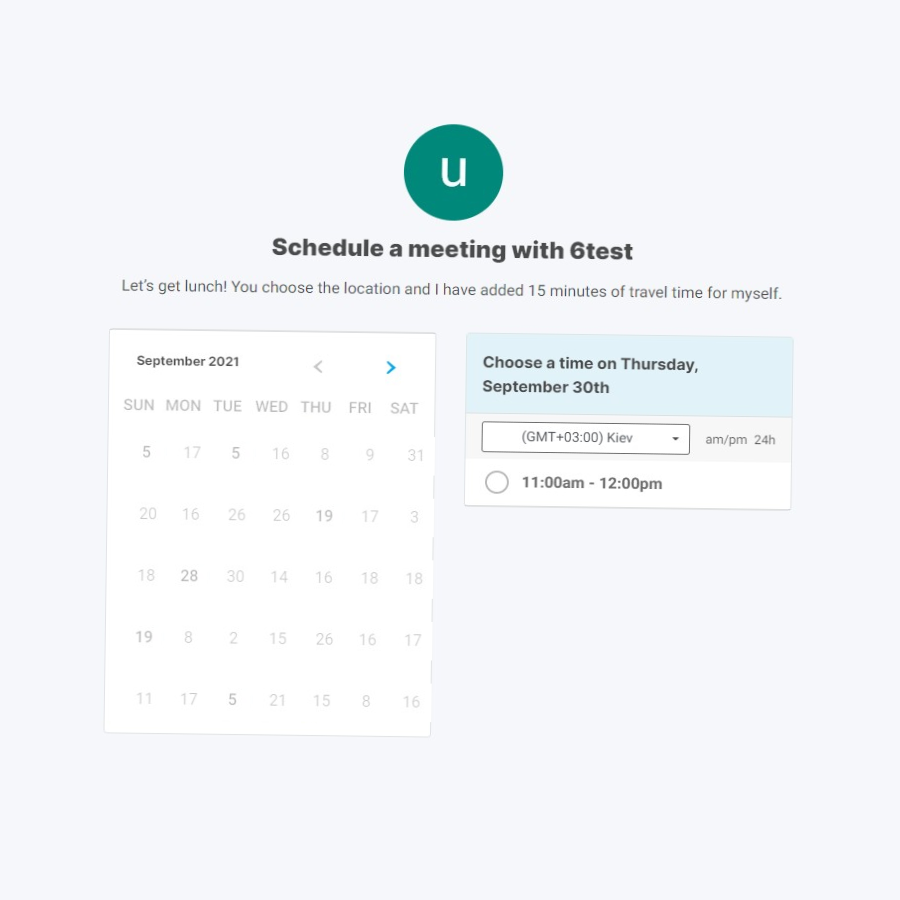 u
Schedule a meeting with 6test
Let's get lunch! You choose the location and I have added 15 minutes of travel time for myself.
September 2021
SUN MON TUE WED THU FRI SAT
5 17 5 16 8 9 31
20 16 26 26 19 17 3
18 28 30 14 16 18 18
19 8 2 15 26 16 17
11 17 5 21 15 8 16
Choose a time on Thursday,
September 30th
(GMT+03:00) Kiev am/pm 24h
11:00am - 12:00pm